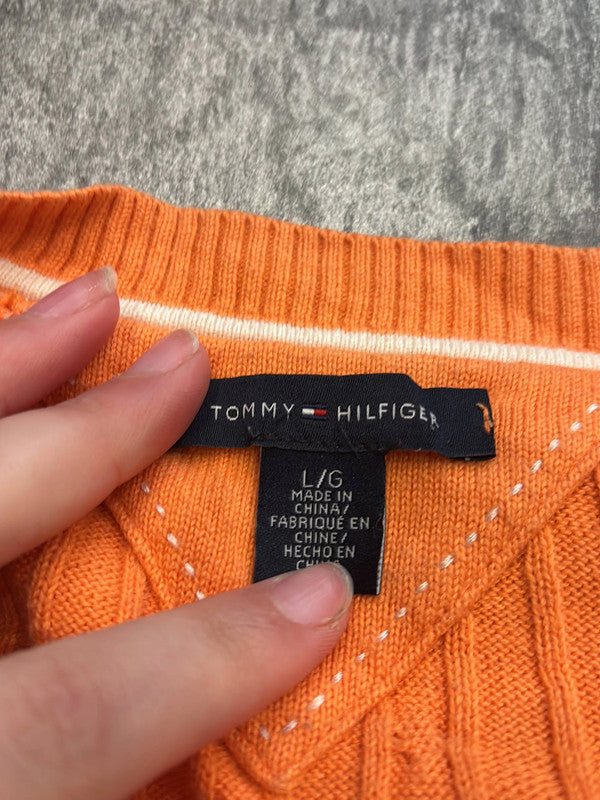 TOMMY HILFIGER
L/G
MADE IN
CHINA/
FABRIQUÉ EN
CHINE/
HECHO EN